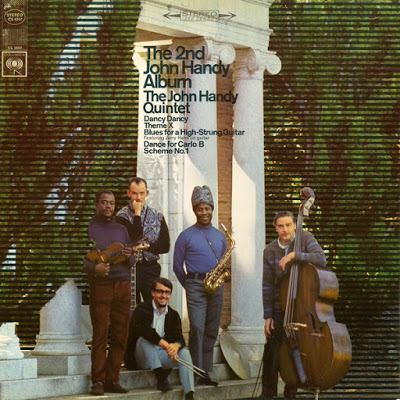 STEREO
The 2nd
John Handy
Album
The John Handy
Quintet
Dancy Dancy
Theme X
Blues for a High-Strung Guitar
Dance for Carlo B
Scheme No.1